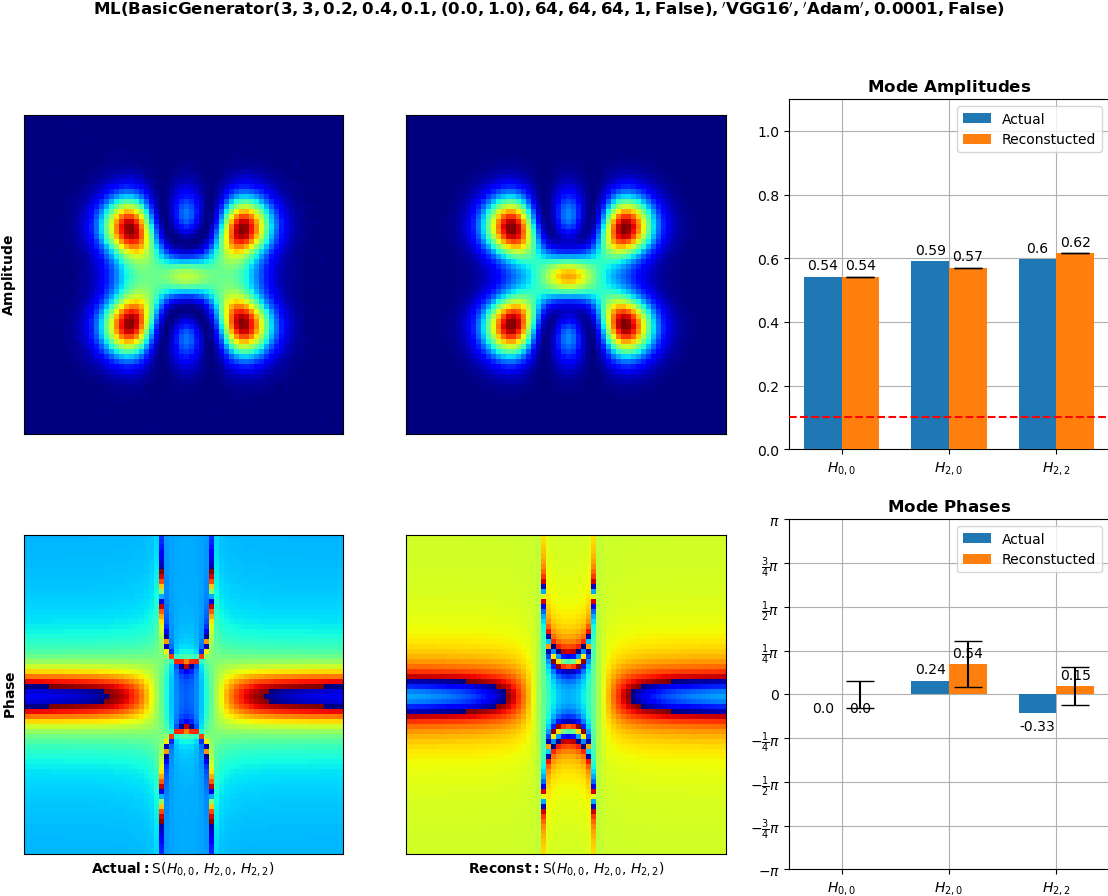 ML(BasicGenerator(3, 3, 0.2, 0.4, 0.1, (0.0, 1.0), 64, 64, 64, 1, False), ′VGG16′, ′Adam′, 0.0001, False)
Amplitude
Mode Amplitudes
Actual
Reconstucted
1.0
0.8
0.6
0.4
0.2
0.0
0.54 0.54
0.59 0.57
0.6 0.62
H0,0 H2,0 H2,2
Phase
Actual: S(H0,0, H2,0, H2,2)
Reconst: S(H0,0, H2,0, H2,2)
Mode Phases
Actual
Reconstucted
π
3/4π
1/2π
1/4π
0
−1/4π
−1/2π
−3/4π
−π
0.0 -0.0
0.24 0.54
-0.33 0.15
H0,0 H2,0 H2,2